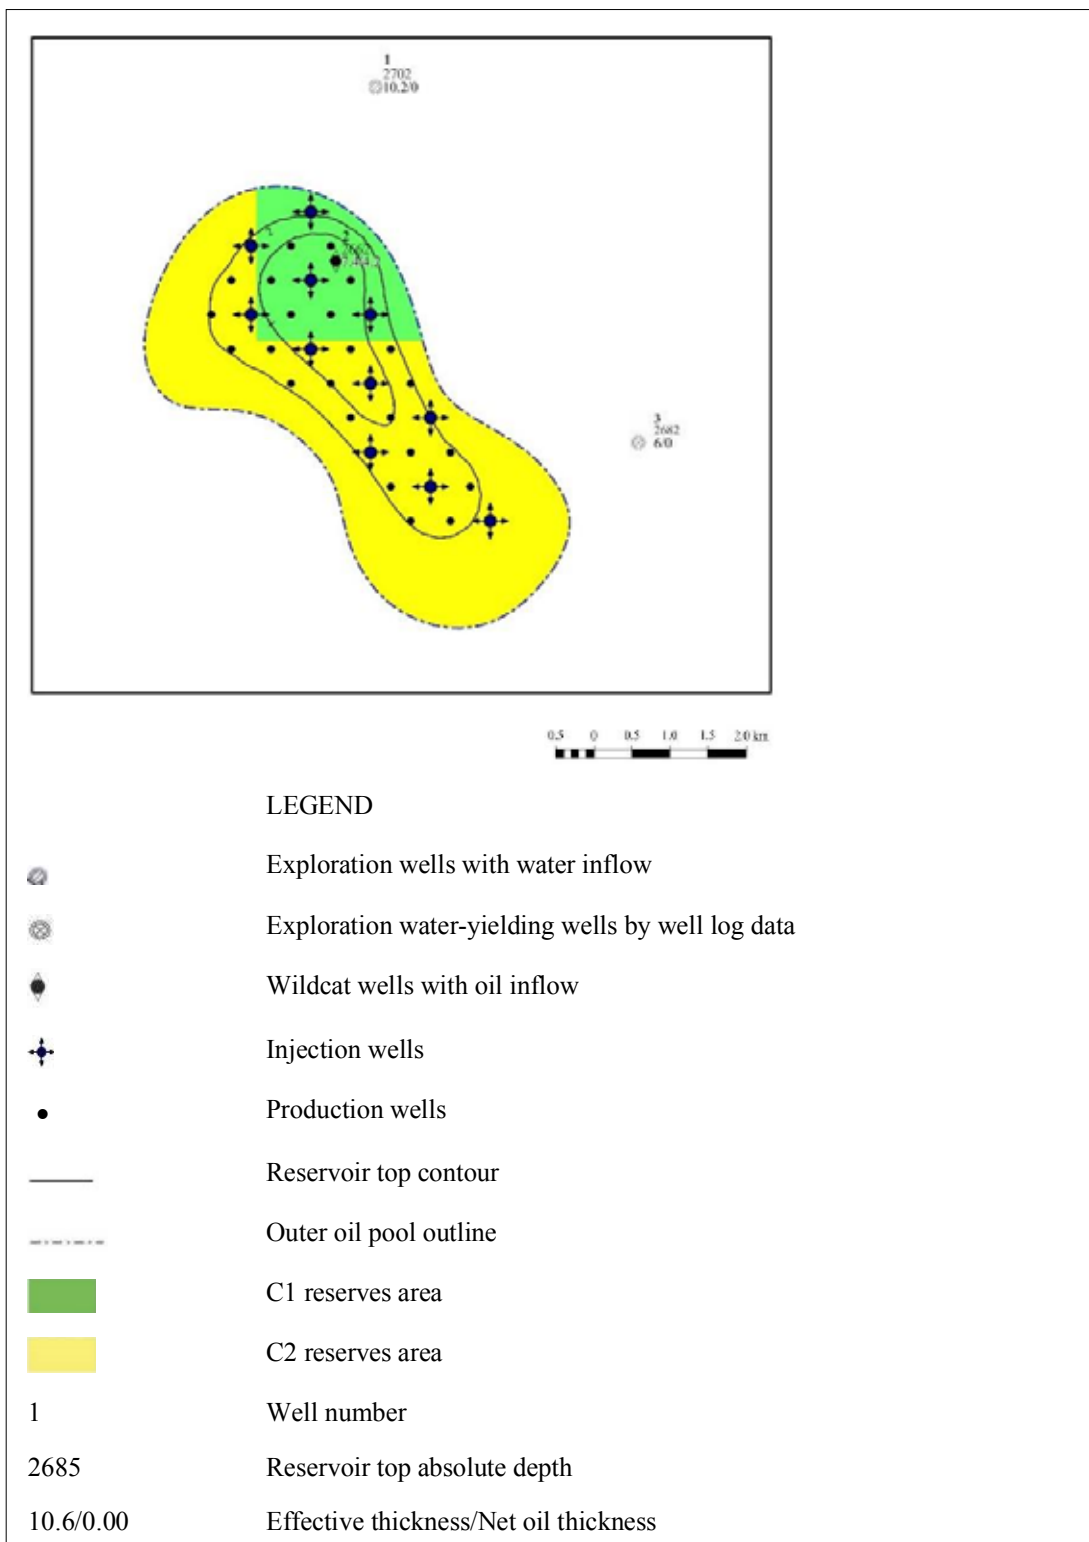 1
2702
10.2/0
2
3
2682
6/0
0.5 0 0.5 1.0 1.5 2.0 km
LEGEND
Exploration wells with water inflow
Exploration water-yielding wells by well log data
Wildcat wells with oil inflow
Injection wells
Production wells
Reservoir top contour
Outer oil pool outline
C1 reserves area
C2 reserves area
1 Well number
2685 Reservoir top absolute depth
10.6/0.00 Effective thickness/Net oil thickness